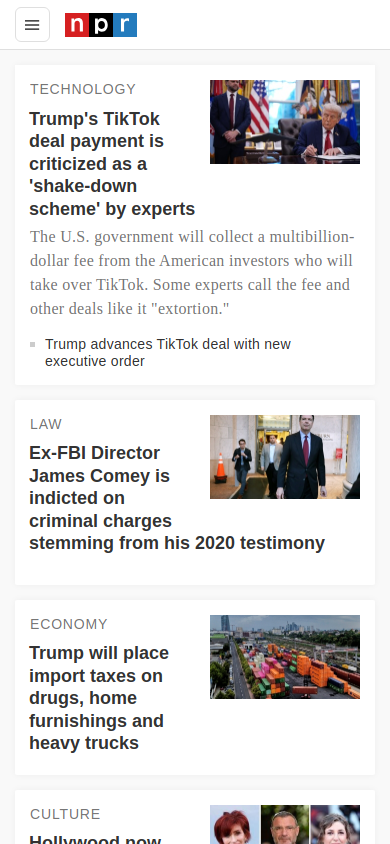 npr
TECHNOLOGY
Trump's TikTok
deal payment is
criticized as a
'shake-down
scheme' by experts
The U.S. government will collect a multibillion-
dollar fee from the American investors who will
take over TikTok. Some experts call the fee and
other deals like it "extortion."
Trump advances TikTok deal with new
executive order
LAW
Ex-FBI Director
James Comey is
indicted on
criminal charges
stemming from his 2020 testimony
ECONOMY
Trump will place
import taxes on
drugs, home
furnishings and
heavy trucks
CULTURE
Hollywood now